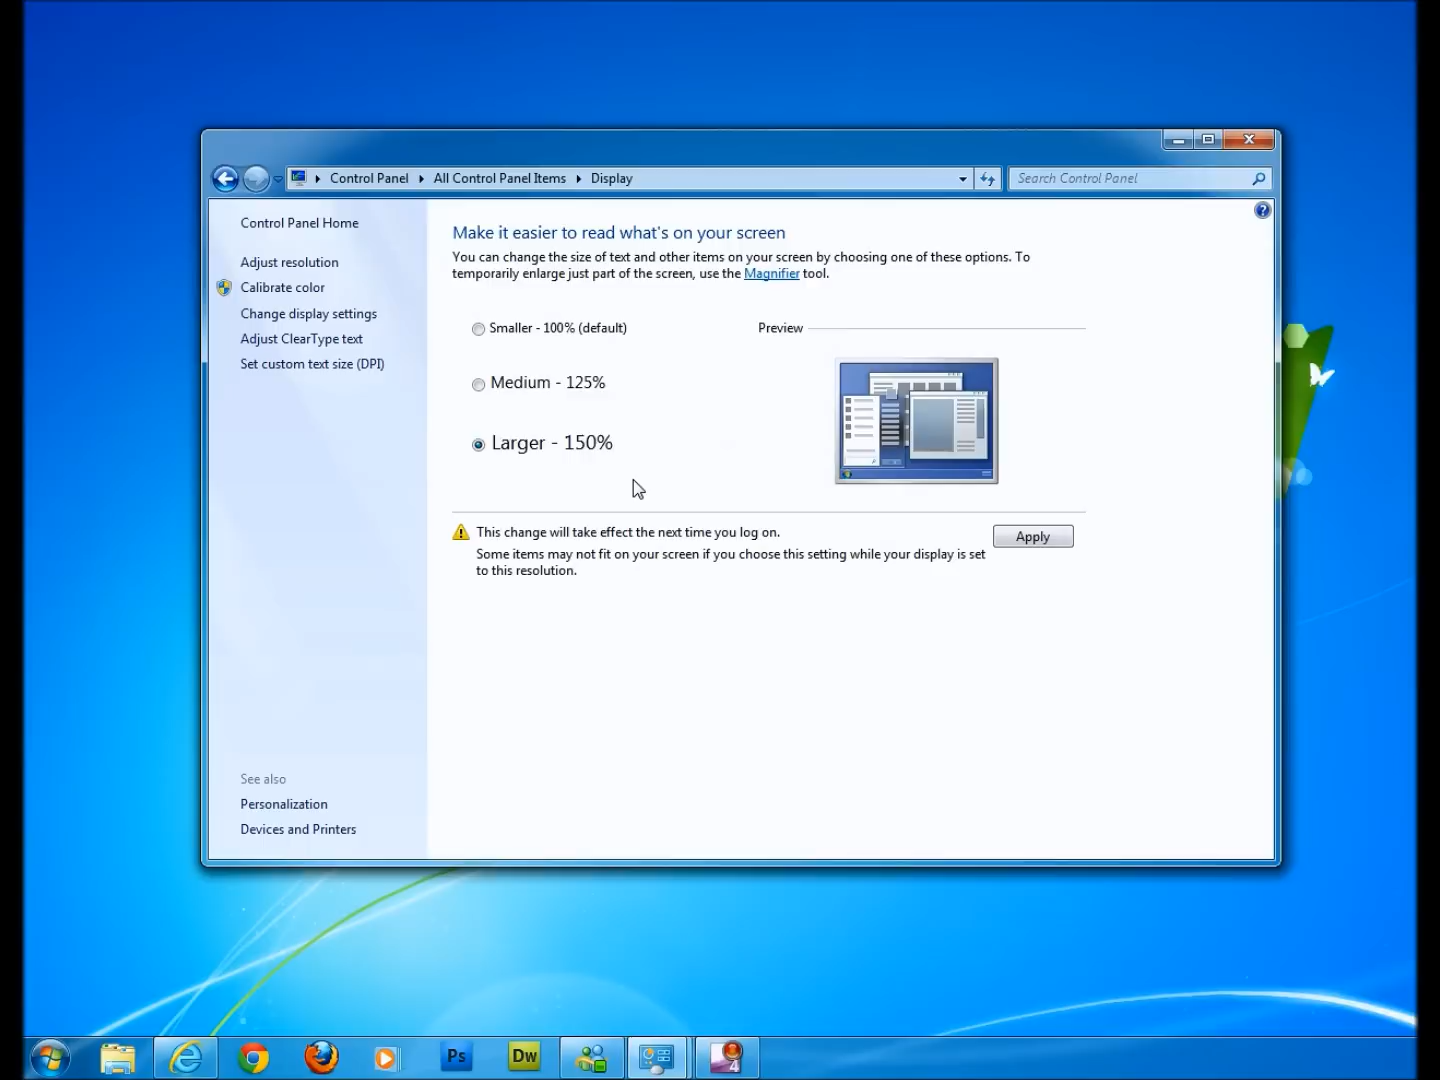 Control Panel
All Control Panel Items
Display
Search Control Panel
Control Panel Home
Adjust resolution
Calibrate color
Change display settings
Adjust ClearType text
Set custom text size (DPI)
See also
Personalization
Devices and Printers
Make it easier to read what's on your screen
You can change the size of text and other items on your screen by choosing one of these options. To
temporarily enlarge just part of the screen, use the Magnifier tool.
Smaller - 100% (default)
Preview
Medium - 125%
Larger - 150%
This change will take effect the next time you log on.
Apply
Some items may not fit on your screen if you choose this setting while your display is set
to this resolution.
Ps
Dw
4